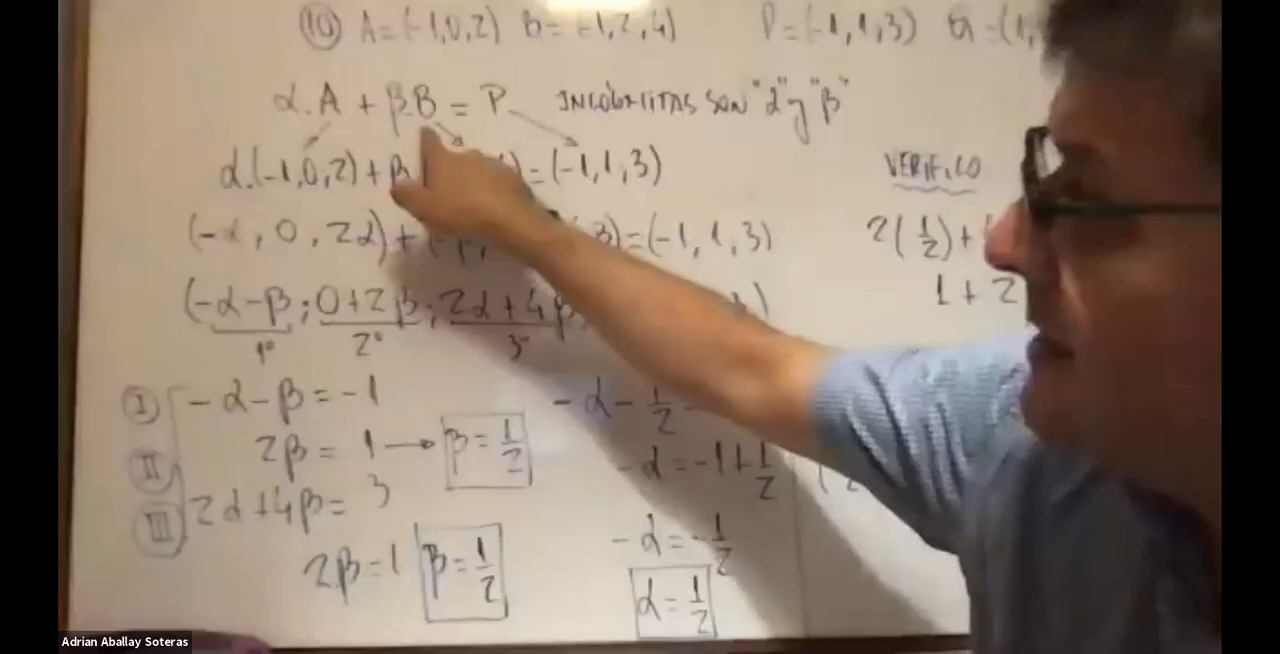 ⑩ A=(-1,0,2) B=(-1,2,4) P=(-1,1,3) Q=(1,
α.A + β.B = P INCÓGNITAS SON "α" y "β"
α.(-1,0,2)+β =(-1,1,3)
VERIFICO
(-α, 0, 2α)+(-β, β)=(-1,1,3)
2(1/2)+
(-α-β; 0+2β; 2α+4β )
1+2
1° 2° 3°
Ⓘ -α-β=-1
-α-1/2
Ⅱ 2β=1 → β=1/2
-α=-1+1/2
Ⅲ 2α+4β=3
-α=-1/2
2β=1 β=1/2
α=1/2
Adrian Aballay Soteras